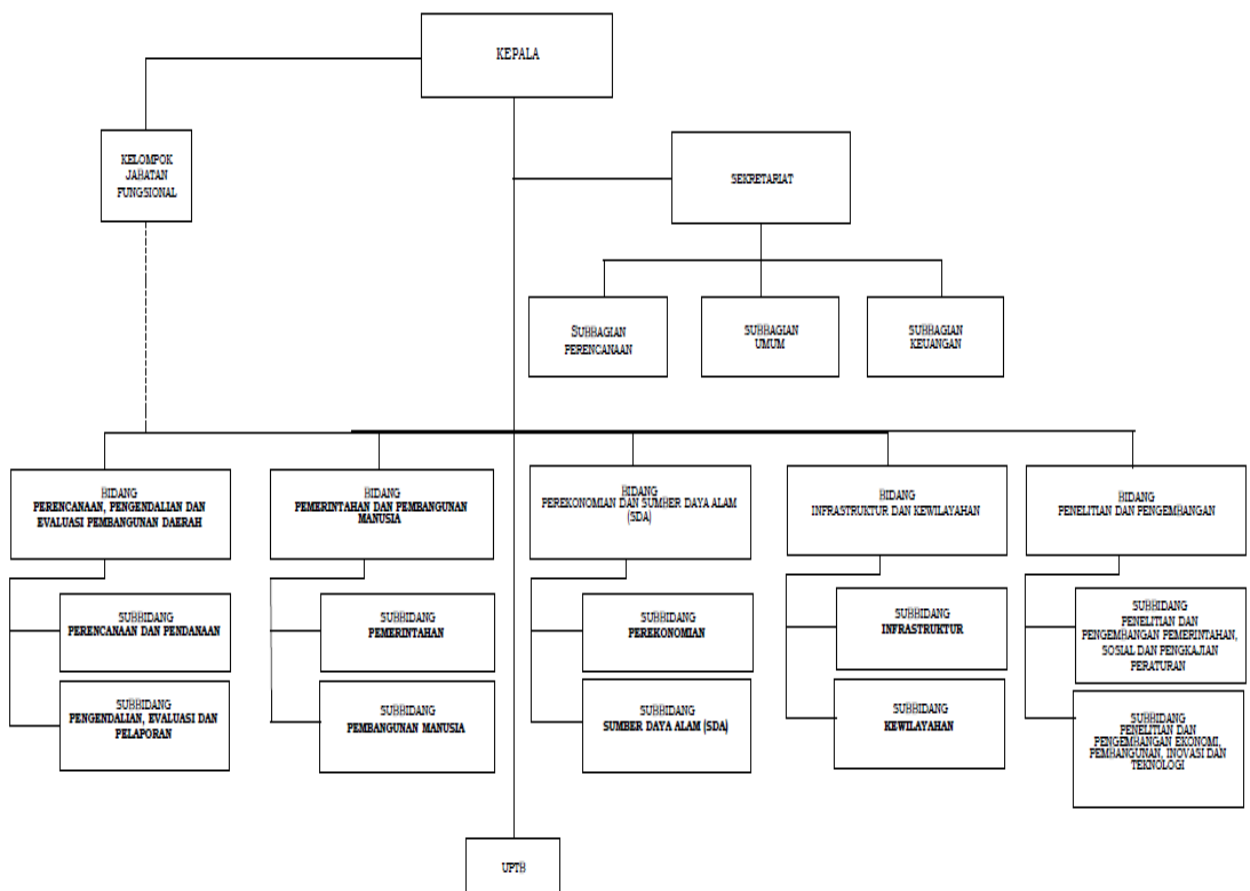 KEPALA
KELOMPOK
JABATAN
FUNGSIONAL
SEKRETARIAT
SUBBAGIAN
PERENCANAAN
SUBBAGIAN
UMUM
SUBBAGIAN
KEUANGAN
BIDANG
PERENCANAAN, PENGENDALIAN DAN
EVALUASI PEMBANGUNAN DAERAH
BIDANG
PEMERINTAHAN DAN PEMBANGUNAN
MANUSIA
BIDANG
PEREKONOMIAN DAN SUMBER DAYA ALAM
(SDA)
BIDANG
INFRASTRUKTUR DAN KEWILAYAHAN
BIDANG
PENELITIAN DAN PENGEMBANGAN
SUBBIDANG
PERENCANAAN DAN PENDANAAN
SUBBIDANG
PEMERINTAHAN
SUBBIDANG
PEREKONOMIAN
SUBBIDANG
INFRASTRUKTUR
SUBBIDANG
PENELITIAN DAN
PENGEMBANGAN PEMERINTAHAN,
SOSIAL DAN PENGKAJIAN
PERATURAN
SUBBIDANG
PENGENDALIAN, EVALUASI DAN
PELAPORAN
SUBBIDANG
PEMBANGUNAN MANUSIA
SUBBIDANG
SUMBER DAYA ALAM (SDA)
SUBBIDANG
KEWILAYAHAN
SUBBIDANG
PENELITIAN DAN
PENGEMBANGAN EKONOMI,
PEMBANGUNAN, INOVASI DAN
TEKNOLOGI
UPTB